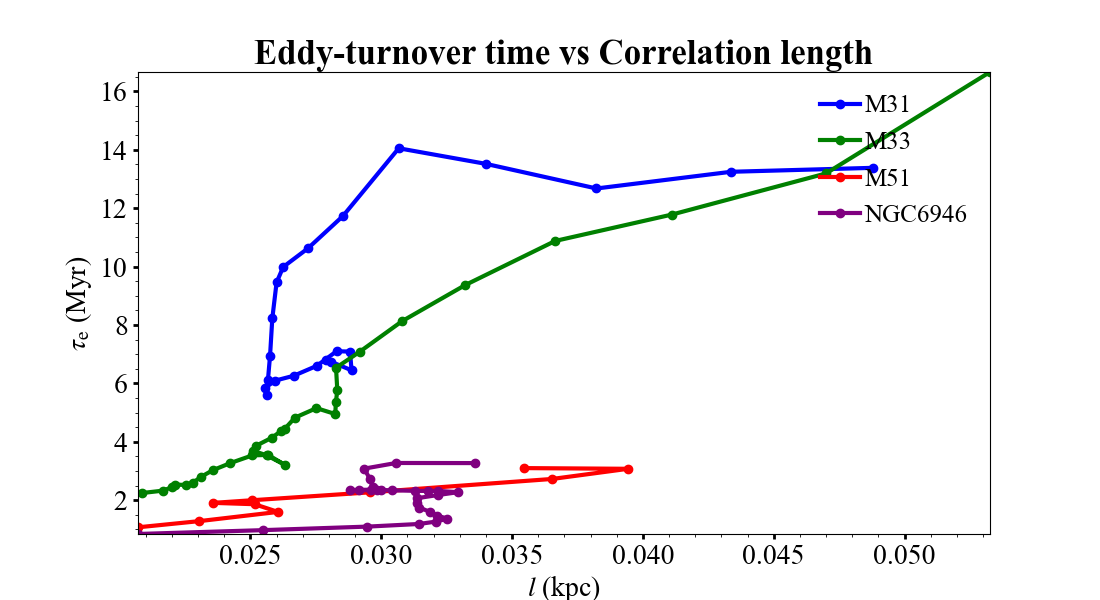 Eddy-turnover time vs Correlation length
16
14
12
10
8
6
4
2
τe (Myr)
M31
M33
M51
NGC6946
0.025 0.030 0.035 0.040 0.045 0.050
l (kpc)